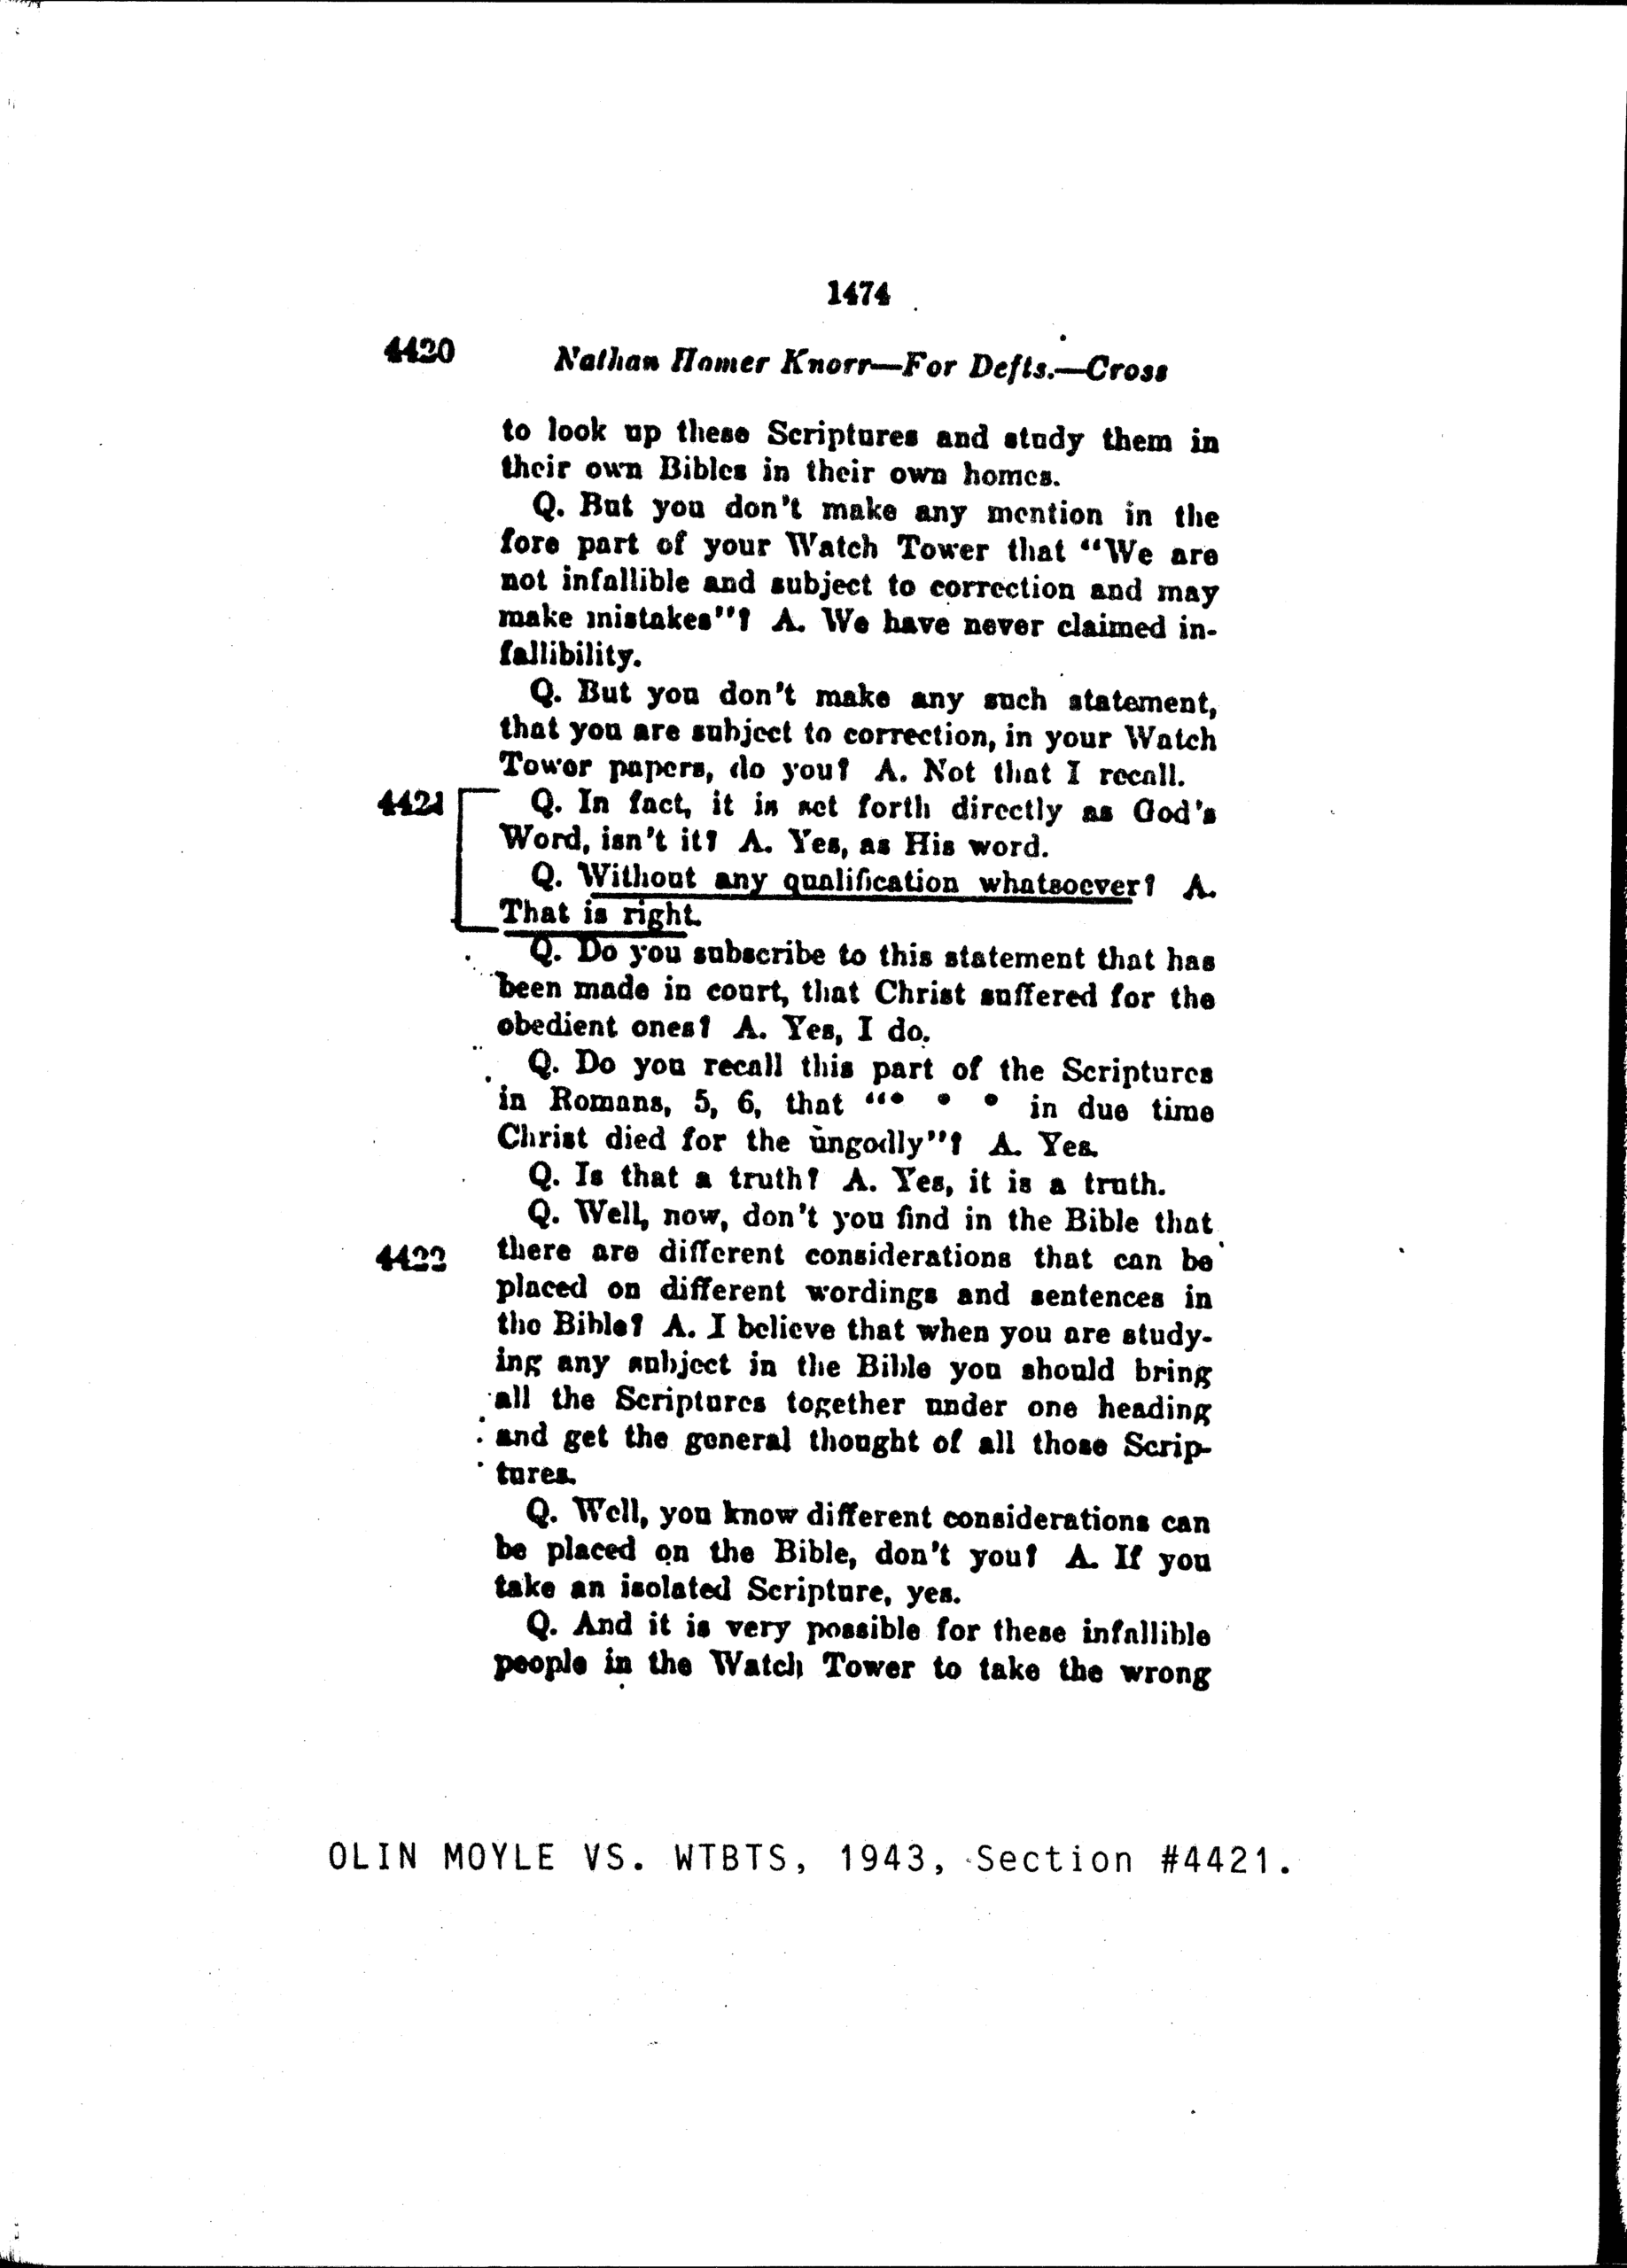 1474
4420
Nathan Homer Knorr—For Defts.—Cross
to look up these Scriptures and study them in
their own Bibles in their own homes.
Q. But you don't make any mention in the
fore part of your Watch Tower that "We are
not infallible and subject to correction and may
make mistakes"? A. We have never claimed in-
fallibility.
Q. But you don't make any such statement,
that you are subject to correction, in your Watch
Tower papers, do you? A. Not that I recall.
4421
Q. In fact, it is set forth directly as God's
Word, isn't it? A. Yes, as His word.
Q. Without any qualification whatsoever? A.
That is right.
Q. Do you subscribe to this statement that has
been made in court, that Christ suffered for the
obedient ones? A. Yes, I do.
Q. Do you recall this part of the Scriptures
in Romans, 5, 6, that "* * * in due time
Christ died for the ungodly"? A. Yes.
Q. Is that a truth? A. Yes, it is a truth.
Q. Well, now, don't you find in the Bible that
4422
there are different considerations that can be
placed on different wordings and sentences in
the Bible? A. I believe that when you are study-
ing any subject in the Bible you should bring
all the Scriptures together under one heading
and get the general thought of all those Scrip-
tures.
Q. Well, you know different considerations can
be placed on the Bible, don't you? A. If you
take an isolated Scripture, yes.
Q. And it is very possible for these infallible
people in the Watch Tower to take the wrong
OLIN MOYLE VS. WTBTS, 1943, Section #4421.